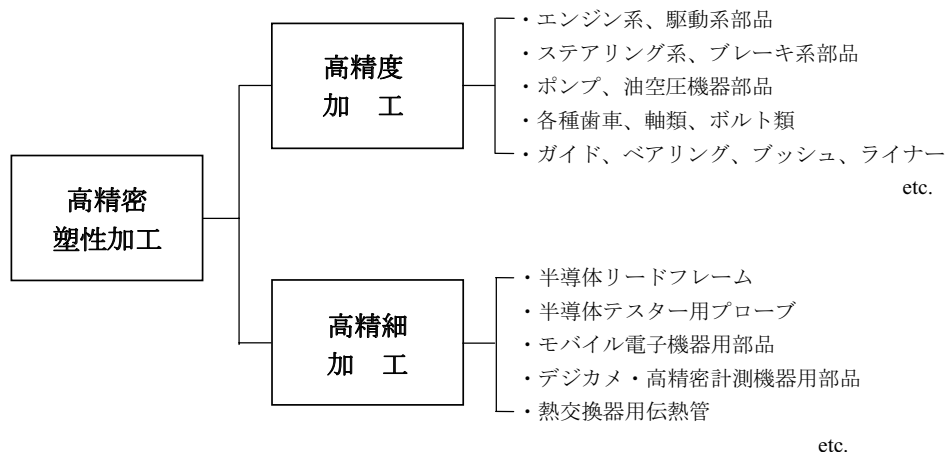 高精密
塑性加工
高精度
加　工
・エンジン系、駆動系部品
・ステアリング系、ブレーキ系部品
・ポンプ、油空圧機器部品
・各種歯車、軸類、ボルト類
・ガイド、ベアリング、ブッシュ、ライナー
etc.
高精細
加　工
・半導体リードフレーム
・半導体テスター用プローブ
・モバイル電子機器用部品
・デジカメ・高精密計測機器用部品
・熱交換器用伝熱管
etc.